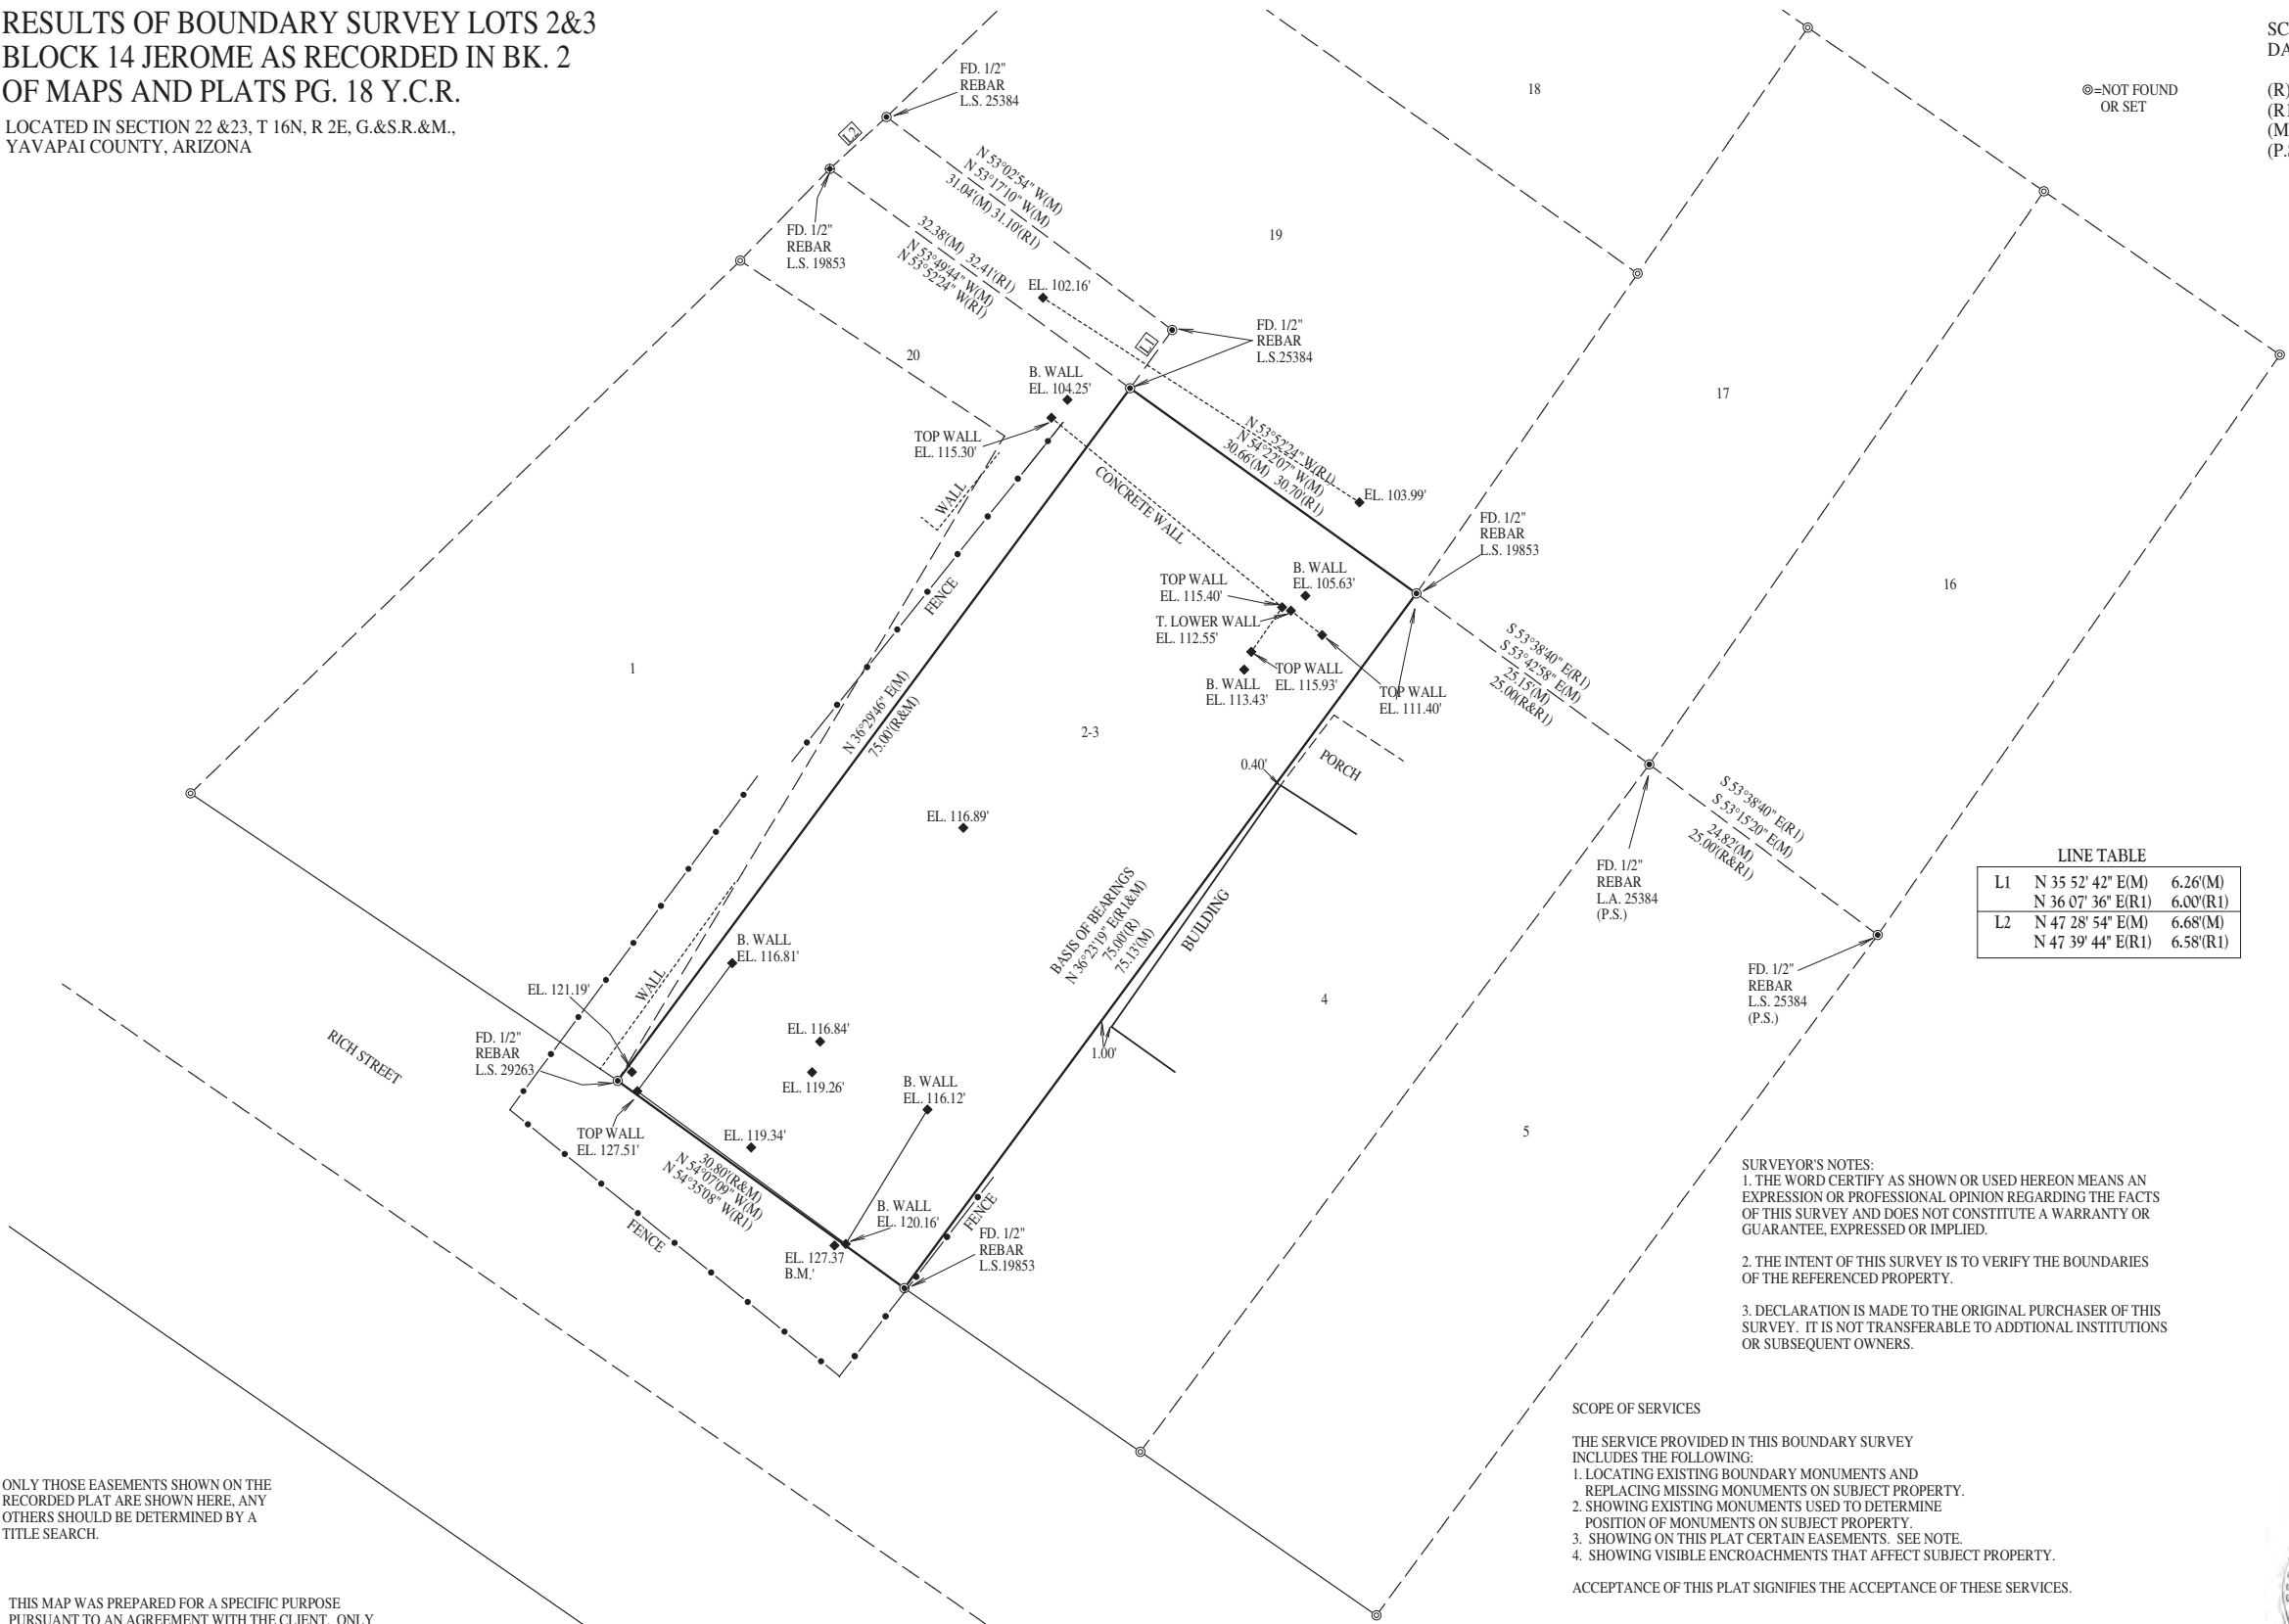 RESULTS OF BOUNDARY SURVEY LOTS 2&3
BLOCK 14 JEROME AS RECORDED IN BK. 2
OF MAPS AND PLATS PG. 18 Y.C.R.
LOCATED IN SECTION 22 &23, T 16N, R 2E, G.&S.R.&M.,
YAVAPAI COUNTY, ARIZONA
SC
DA
⌾=NOT FOUND
OR SET
(R)
(R1
(M
(P.S
FD. 1/2"
REBAR
L.S. 25384
L2
18
N 53°02'54" W(M)
N 53°17'10" W(M)
31.04'(M) 31.10'(R1)
FD. 1/2"
REBAR
L.S. 19853
32.38'(M) 32.41'(R1)
N 53°49'44" W(M)
N 53°52'24" W(R1)
19
EL. 102.16'
FD. 1/2"
REBAR
L.S.25384
L1
20
B. WALL
EL. 104.25'
TOP WALL
EL. 115.30'
17
N 53°52'24" W(R1)
N 54°22'07" W(M)
30.66'(M) 30.70'(R1)
EL. 103.99'
WALL
CONCRETE WALL
FD. 1/2"
REBAR
L.S. 19853
FENCE
TOP WALL
EL. 115.40'
B. WALL
EL. 105.63'
T. LOWER WALL
EL. 112.55'
16
TOP WALL
EL. 115.93'
B. WALL
EL. 113.43'
TOP WALL
EL. 111.40'
S 53°38'40" E(R1)
S 53°42'58" E(M)
25.15'(M)
25.00'(R&R1)
1
N 36°29'46" E(M)
75.00'(R&M)
2-3
0.40'
PORCH
EL. 116.89'
S 53°38'40" E(R1)
S 53°15'20" E(M)
24.82'(M)
25.00'(R&R1)
FD. 1/2"
REBAR
L.A. 25384
(P.S.)
LINE TABLE
L1 N 35 52' 42" E(M) 6.26'(M)
N 36 07' 36" E(R1) 6.00'(R1)
L2 N 47 28' 54" E(M) 6.68'(M)
N 47 39' 44" E(R1) 6.58'(R1)
BASIS OF BEARINGS
N 36°23'19" E(R1&M)
75.00'(R)
75.13'(M)
BUILDING
B. WALL
EL. 116.81'
EL. 121.19'
WALL
FD. 1/2"
REBAR
L.S. 25384
(P.S.)
4
RICH STREET
FD. 1/2"
REBAR
L.S. 29263
EL. 116.84'
1.00'
EL. 119.26'
B. WALL
EL. 116.12'
TOP WALL
EL. 127.51'
EL. 119.34'
5
30.80'(R&M)
N 54°07'09" W(M)
N 54°35'08" W(R1)
FENCE
B. WALL
EL. 120.16'
FENCE
EL. 127.37
B.M.'
FD. 1/2"
REBAR
L.S.19853
SURVEYOR'S NOTES:
1. THE WORD CERTIFY AS SHOWN OR USED HEREON MEANS AN
EXPRESSION OR PROFESSIONAL OPINION REGARDING THE FACTS
OF THIS SURVEY AND DOES NOT CONSTITUTE A WARRANTY OR
GUARANTEE, EXPRESSED OR IMPLIED.
2. THE INTENT OF THIS SURVEY IS TO VERIFY THE BOUNDARIES
OF THE REFERENCED PROPERTY.
3. DECLARATION IS MADE TO THE ORIGINAL PURCHASER OF THIS
SURVEY. IT IS NOT TRANSFERABLE TO ADDTIONAL INSTITUTIONS
OR SUBSEQUENT OWNERS.
SCOPE OF SERVICES
THE SERVICE PROVIDED IN THIS BOUNDARY SURVEY
INCLUDES THE FOLLOWING:
1. LOCATING EXISTING BOUNDARY MONUMENTS AND
REPLACING MISSING MONUMENTS ON SUBJECT PROPERTY.
2. SHOWING EXISTING MONUMENTS USED TO DETERMINE
POSITION OF MONUMENTS ON SUBJECT PROPERTY.
3. SHOWING ON THIS PLAT CERTAIN EASEMENTS. SEE NOTE.
4. SHOWING VISIBLE ENCROACHMENTS THAT AFFECT SUBJECT PROPERTY.
ACCEPTANCE OF THIS PLAT SIGNIFIES THE ACCEPTANCE OF THESE SERVICES.
ONLY THOSE EASEMENTS SHOWN ON THE
RECORDED PLAT ARE SHOWN HERE, ANY
OTHERS SHOULD BE DETERMINED BY A
TITLE SEARCH.
THIS MAP WAS PREPARED FOR A SPECIFIC PURPOSE
PURSUANT TO AN AGREEMENT WITH THE CLIENT. ONLY